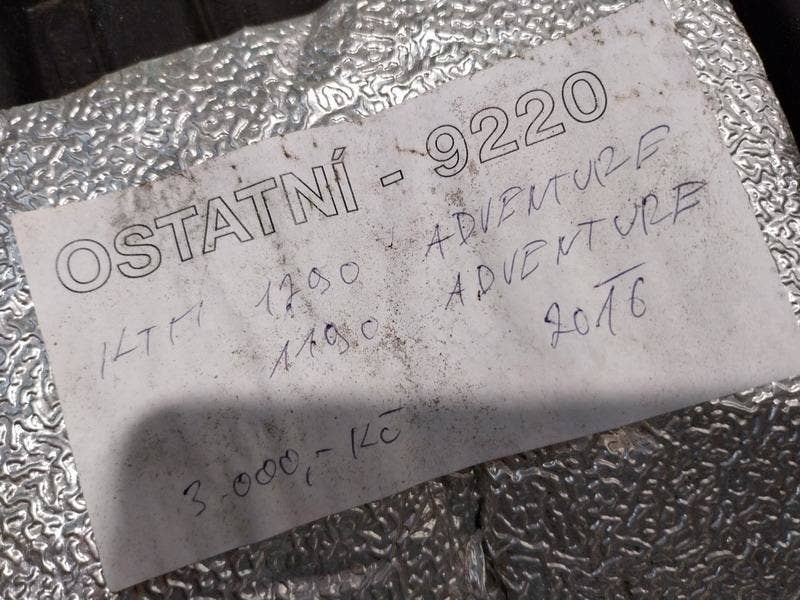 OSTATNÍ - 9220
KTM 1290 ADVENTURE
1190 ADVENTURE
2016
3.000,- Kč